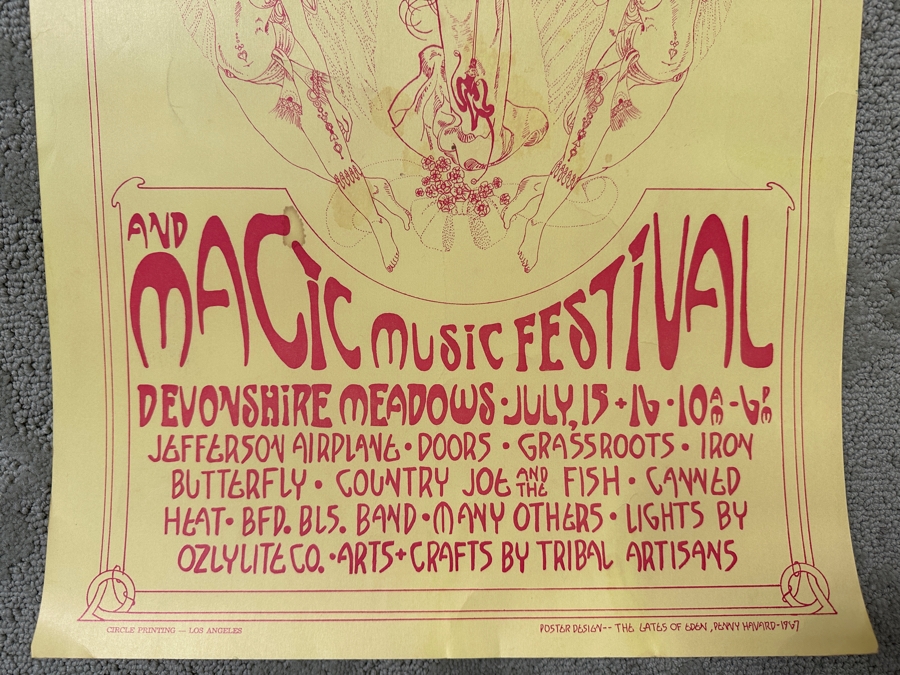 AND
MAGIC MUSIC FESTIVAL
DEVONSHIRE MEADOWS · JULY, 15 + 16 · 10AM - 6PM
JEFFERSON AIRPLANE · DOORS · GRASSROOTS · IRON
BUTTERFLY · COUNTRY JOE AND THE FISH · CANNED
HEAT · BFD. BLS. BAND · MANY OTHERS · LIGHTS BY
OZLYLITE CO. · ARTS + CRAFTS BY TRIBAL ARTISANS
CIRCLE PRINTING — LOS ANGELES
POSTER DESIGN -- THE GATES OF EDEN, PENNY HAVARD - 1967